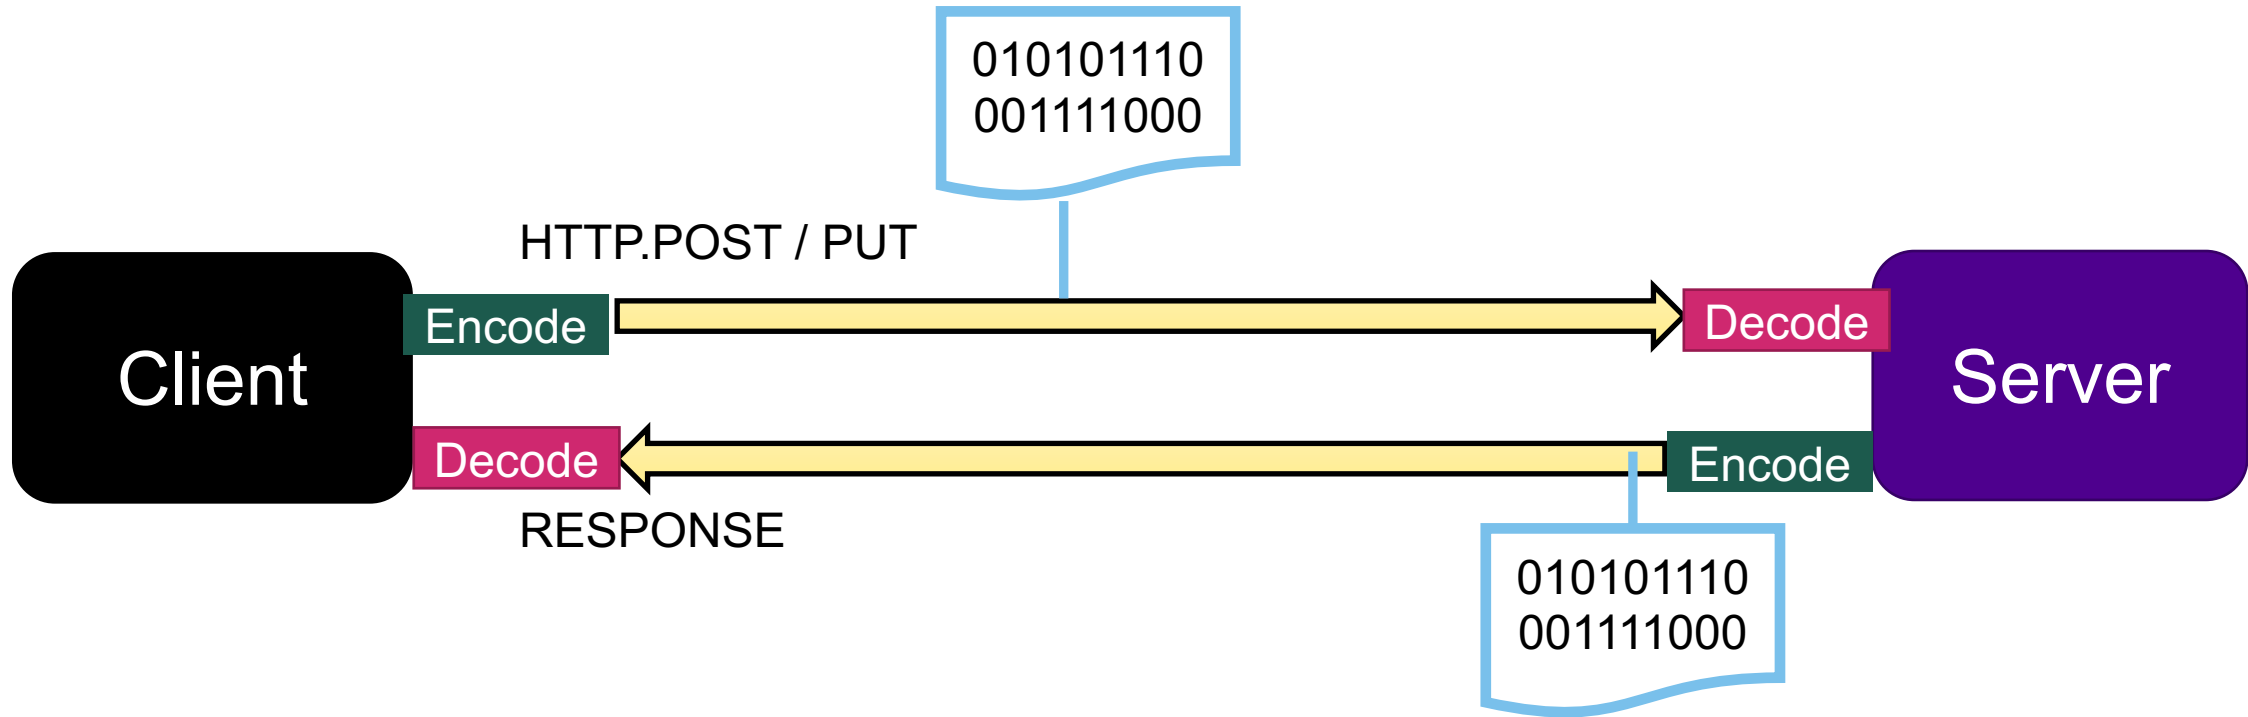 010101110
001111000
HTTP.POST / PUT
Encode
Decode
Client
Server
Decode
Encode
RESPONSE
010101110
001111000